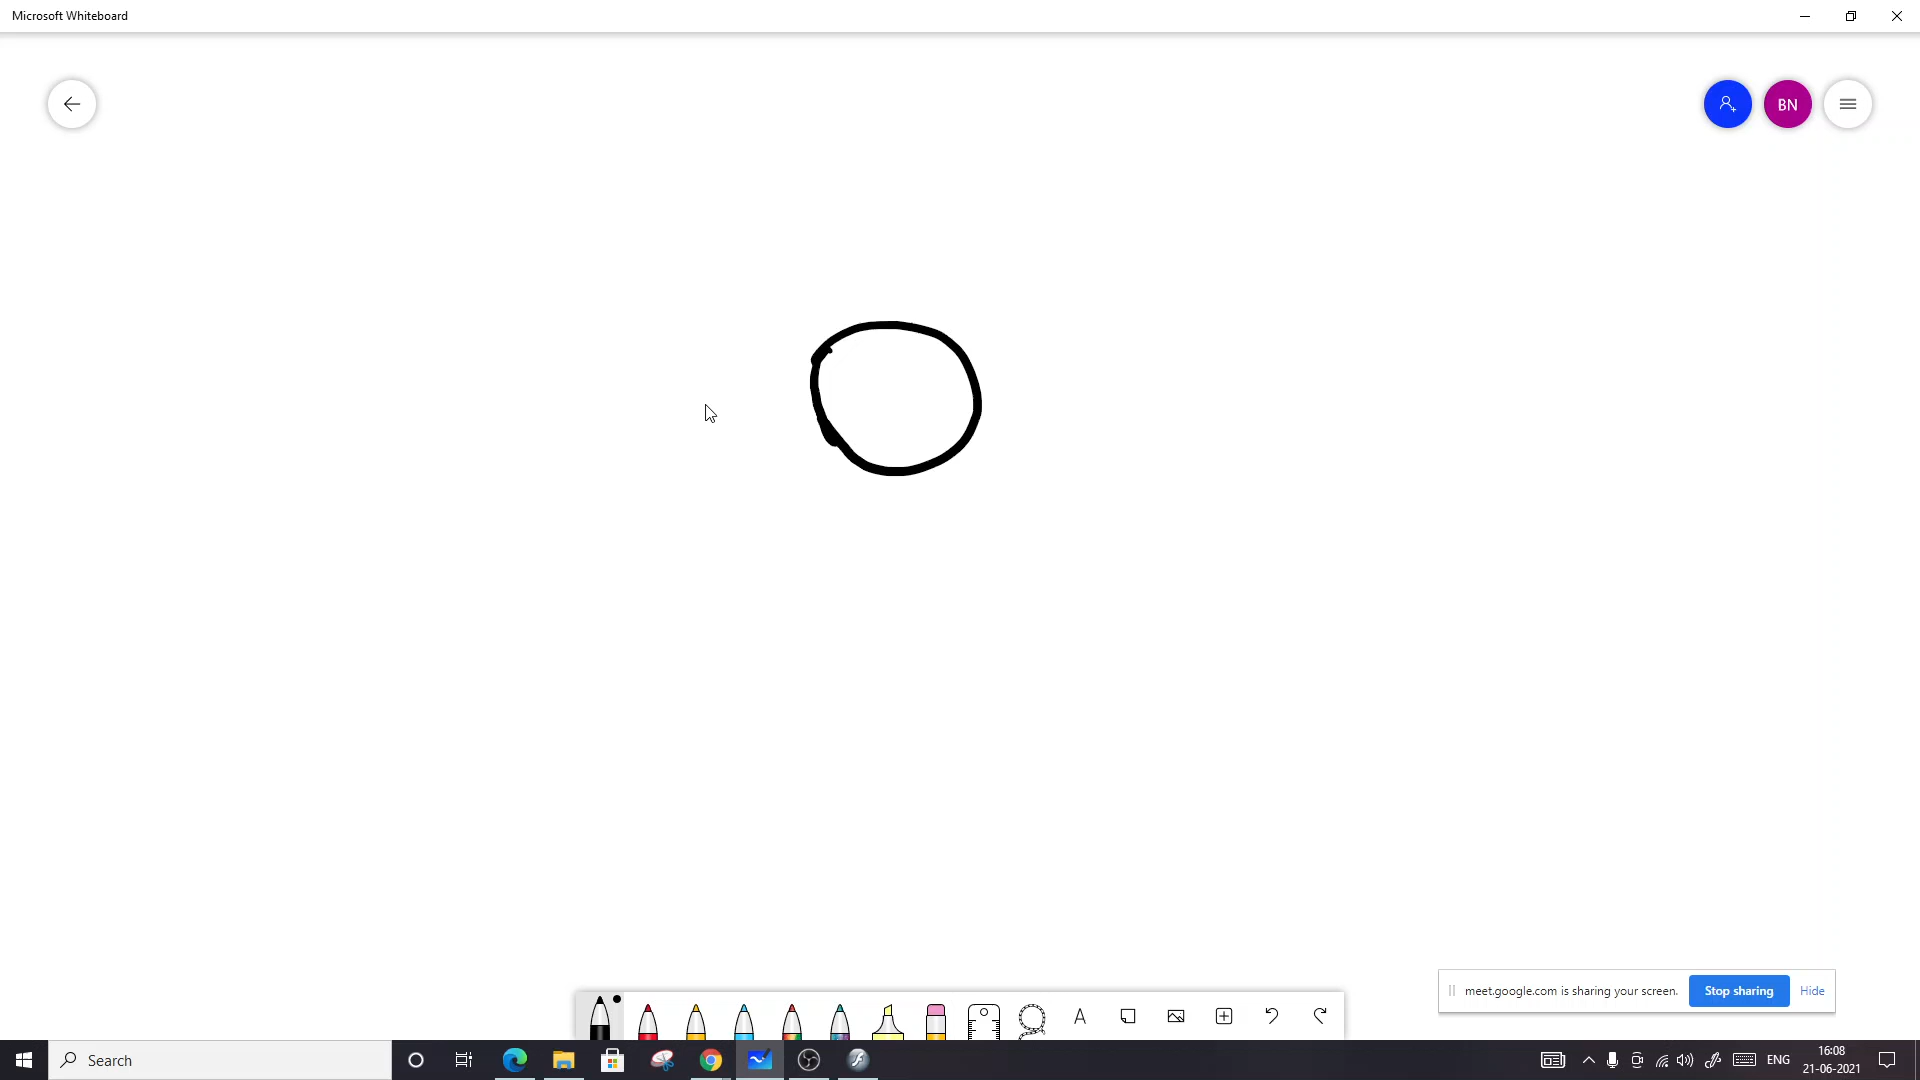 Microsoft Whiteboard
BN
A
meet.google.com is sharing your screen.
Stop sharing
Hide
Search
ENG
16:08
21-06-2021